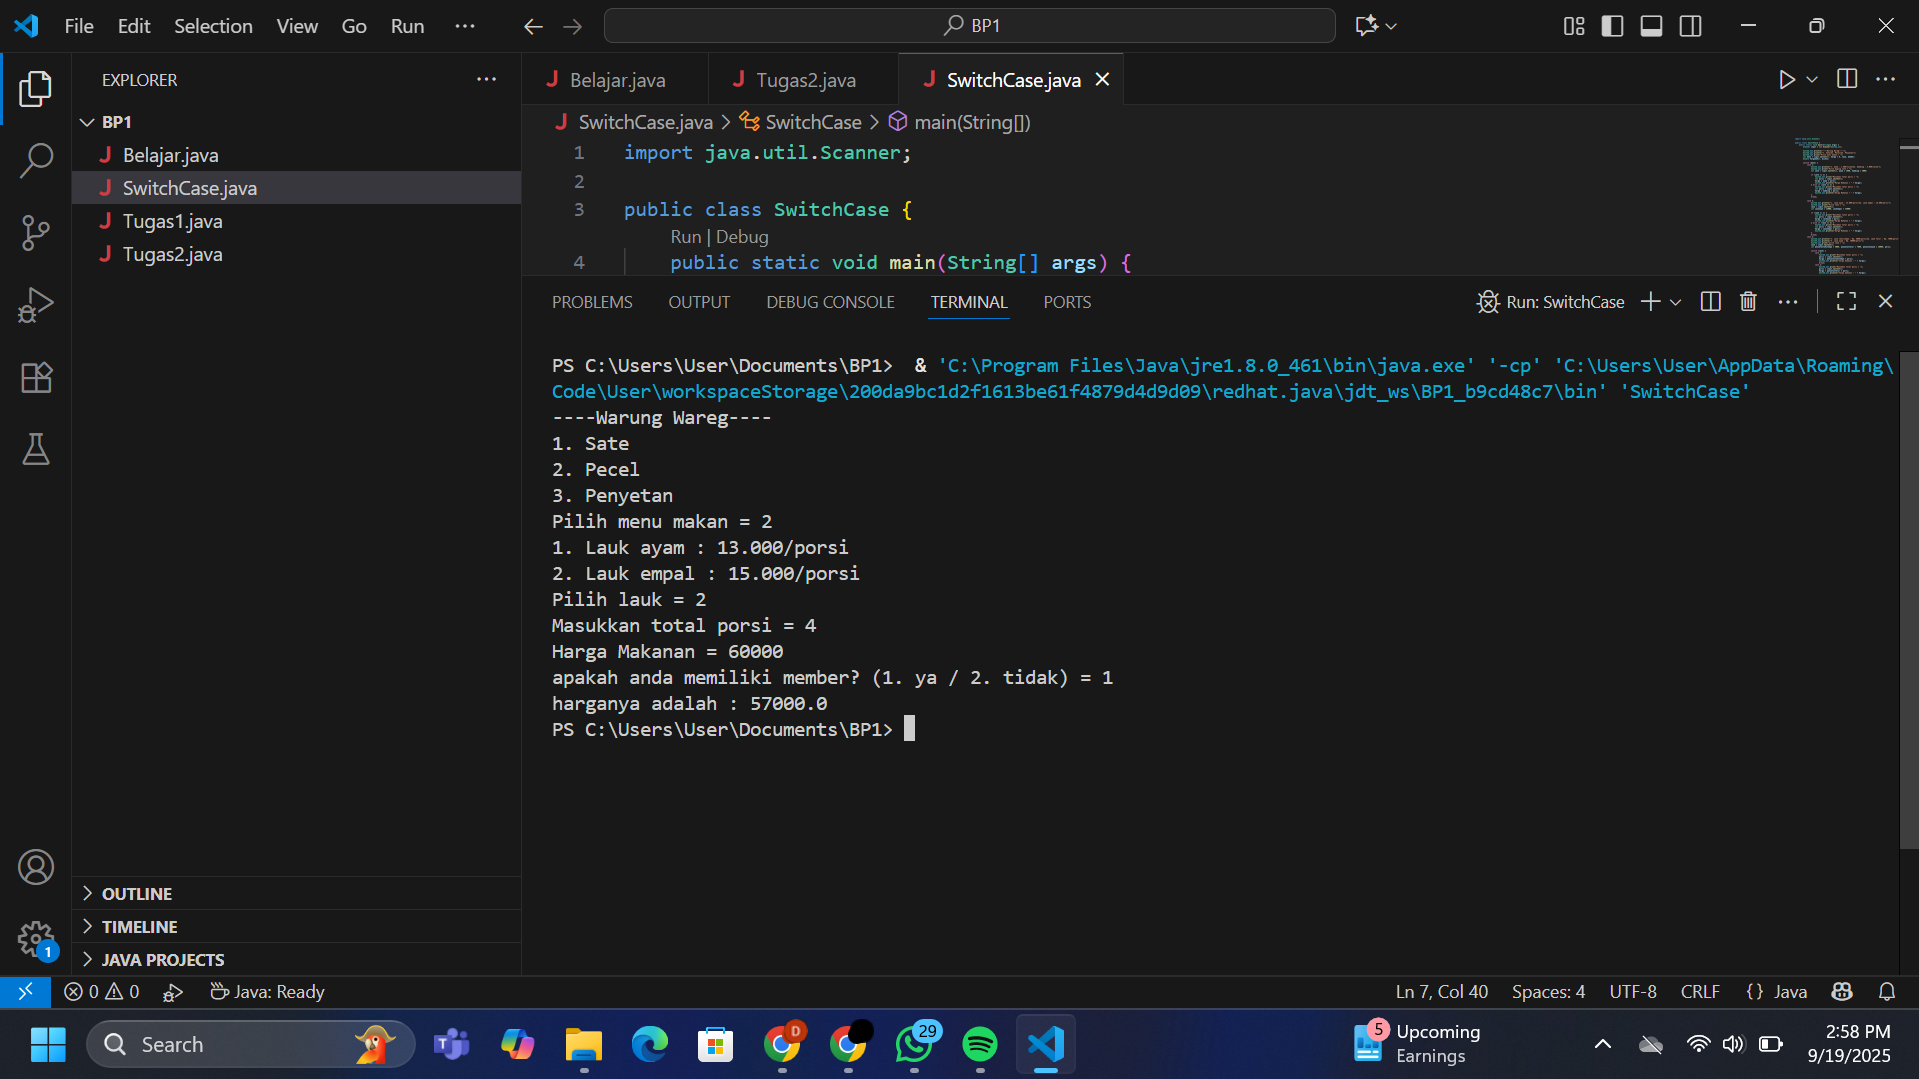 File Edit Selection View Go Run ... BP1
EXPLORER
BP1
Belajar.java
SwitchCase.java
Tugas1.java
Tugas2.java
OUTLINE
TIMELINE
JAVA PROJECTS
1
Belajar.java Tugas2.java SwitchCase.java
SwitchCase.java > SwitchCase > main(String[])
1 import java.util.Scanner;
2
3 public class SwitchCase {
Run | Debug
4 public static void main(String[] args) {
PROBLEMS OUTPUT DEBUG CONSOLE TERMINAL PORTS Run: SwitchCase
PS C:\Users\User\Documents\BP1>  & 'C:\Program Files\Java\jre1.8.0_461\bin\java.exe' '-cp' 'C:\Users\User\AppData\Roaming\
Code\User\workspaceStorage\200da9bc1d2f1613be61f4879d4d9d09\redhat.java\jdt_ws\BP1_b9cd48c7\bin' 'SwitchCase'
----Warung Wareg----
1. Sate
2. Pecel
3. Penyetan
Pilih menu makan = 2
1. Lauk ayam : 13.000/porsi
2. Lauk empal : 15.000/porsi
Pilih lauk = 2
Masukkan total porsi = 4
Harga Makanan = 60000
apakah anda memiliki member? (1. ya / 2. tidak) = 1
harganya adalah : 57000.0
PS C:\Users\User\Documents\BP1>
0 0 Java: Ready Ln 7, Col 40 Spaces: 4 UTF-8 CRLF {} Java
Search D 29 5 Upcoming
Earnings
2:58 PM
9/19/2025